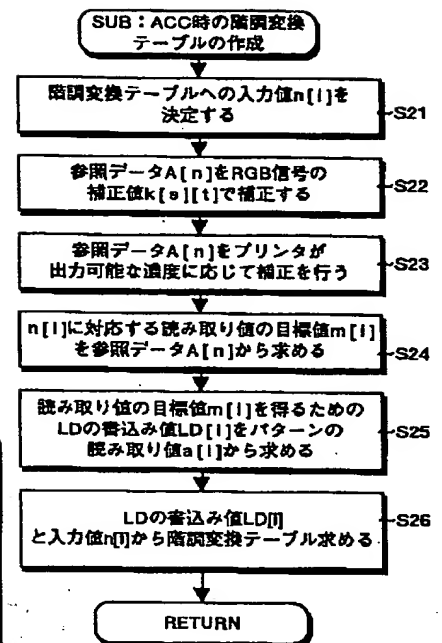 SUB：ACC時の階調変換
テーブルの作成
階調変換テーブルへの入力値n[i]を
決定する
S21
参照データA[n]をRGB信号の
補正値k[s][t]で補正する
S22
参照データA[n]をプリンタが
出力可能な濃度に応じて補正を行う
S23
n[i]に対応する読み取り値の目標値m[i]
を参照データA[n]から求める
S24
読み取り値の目標値m[i]を得るための
LDの書込み値LD[i]をパターンの
読み取り値a[i]から求める
S25
LDの書込み値LD[i]
と入力値n[i]から階調変換テーブル求める
S26
RETURN